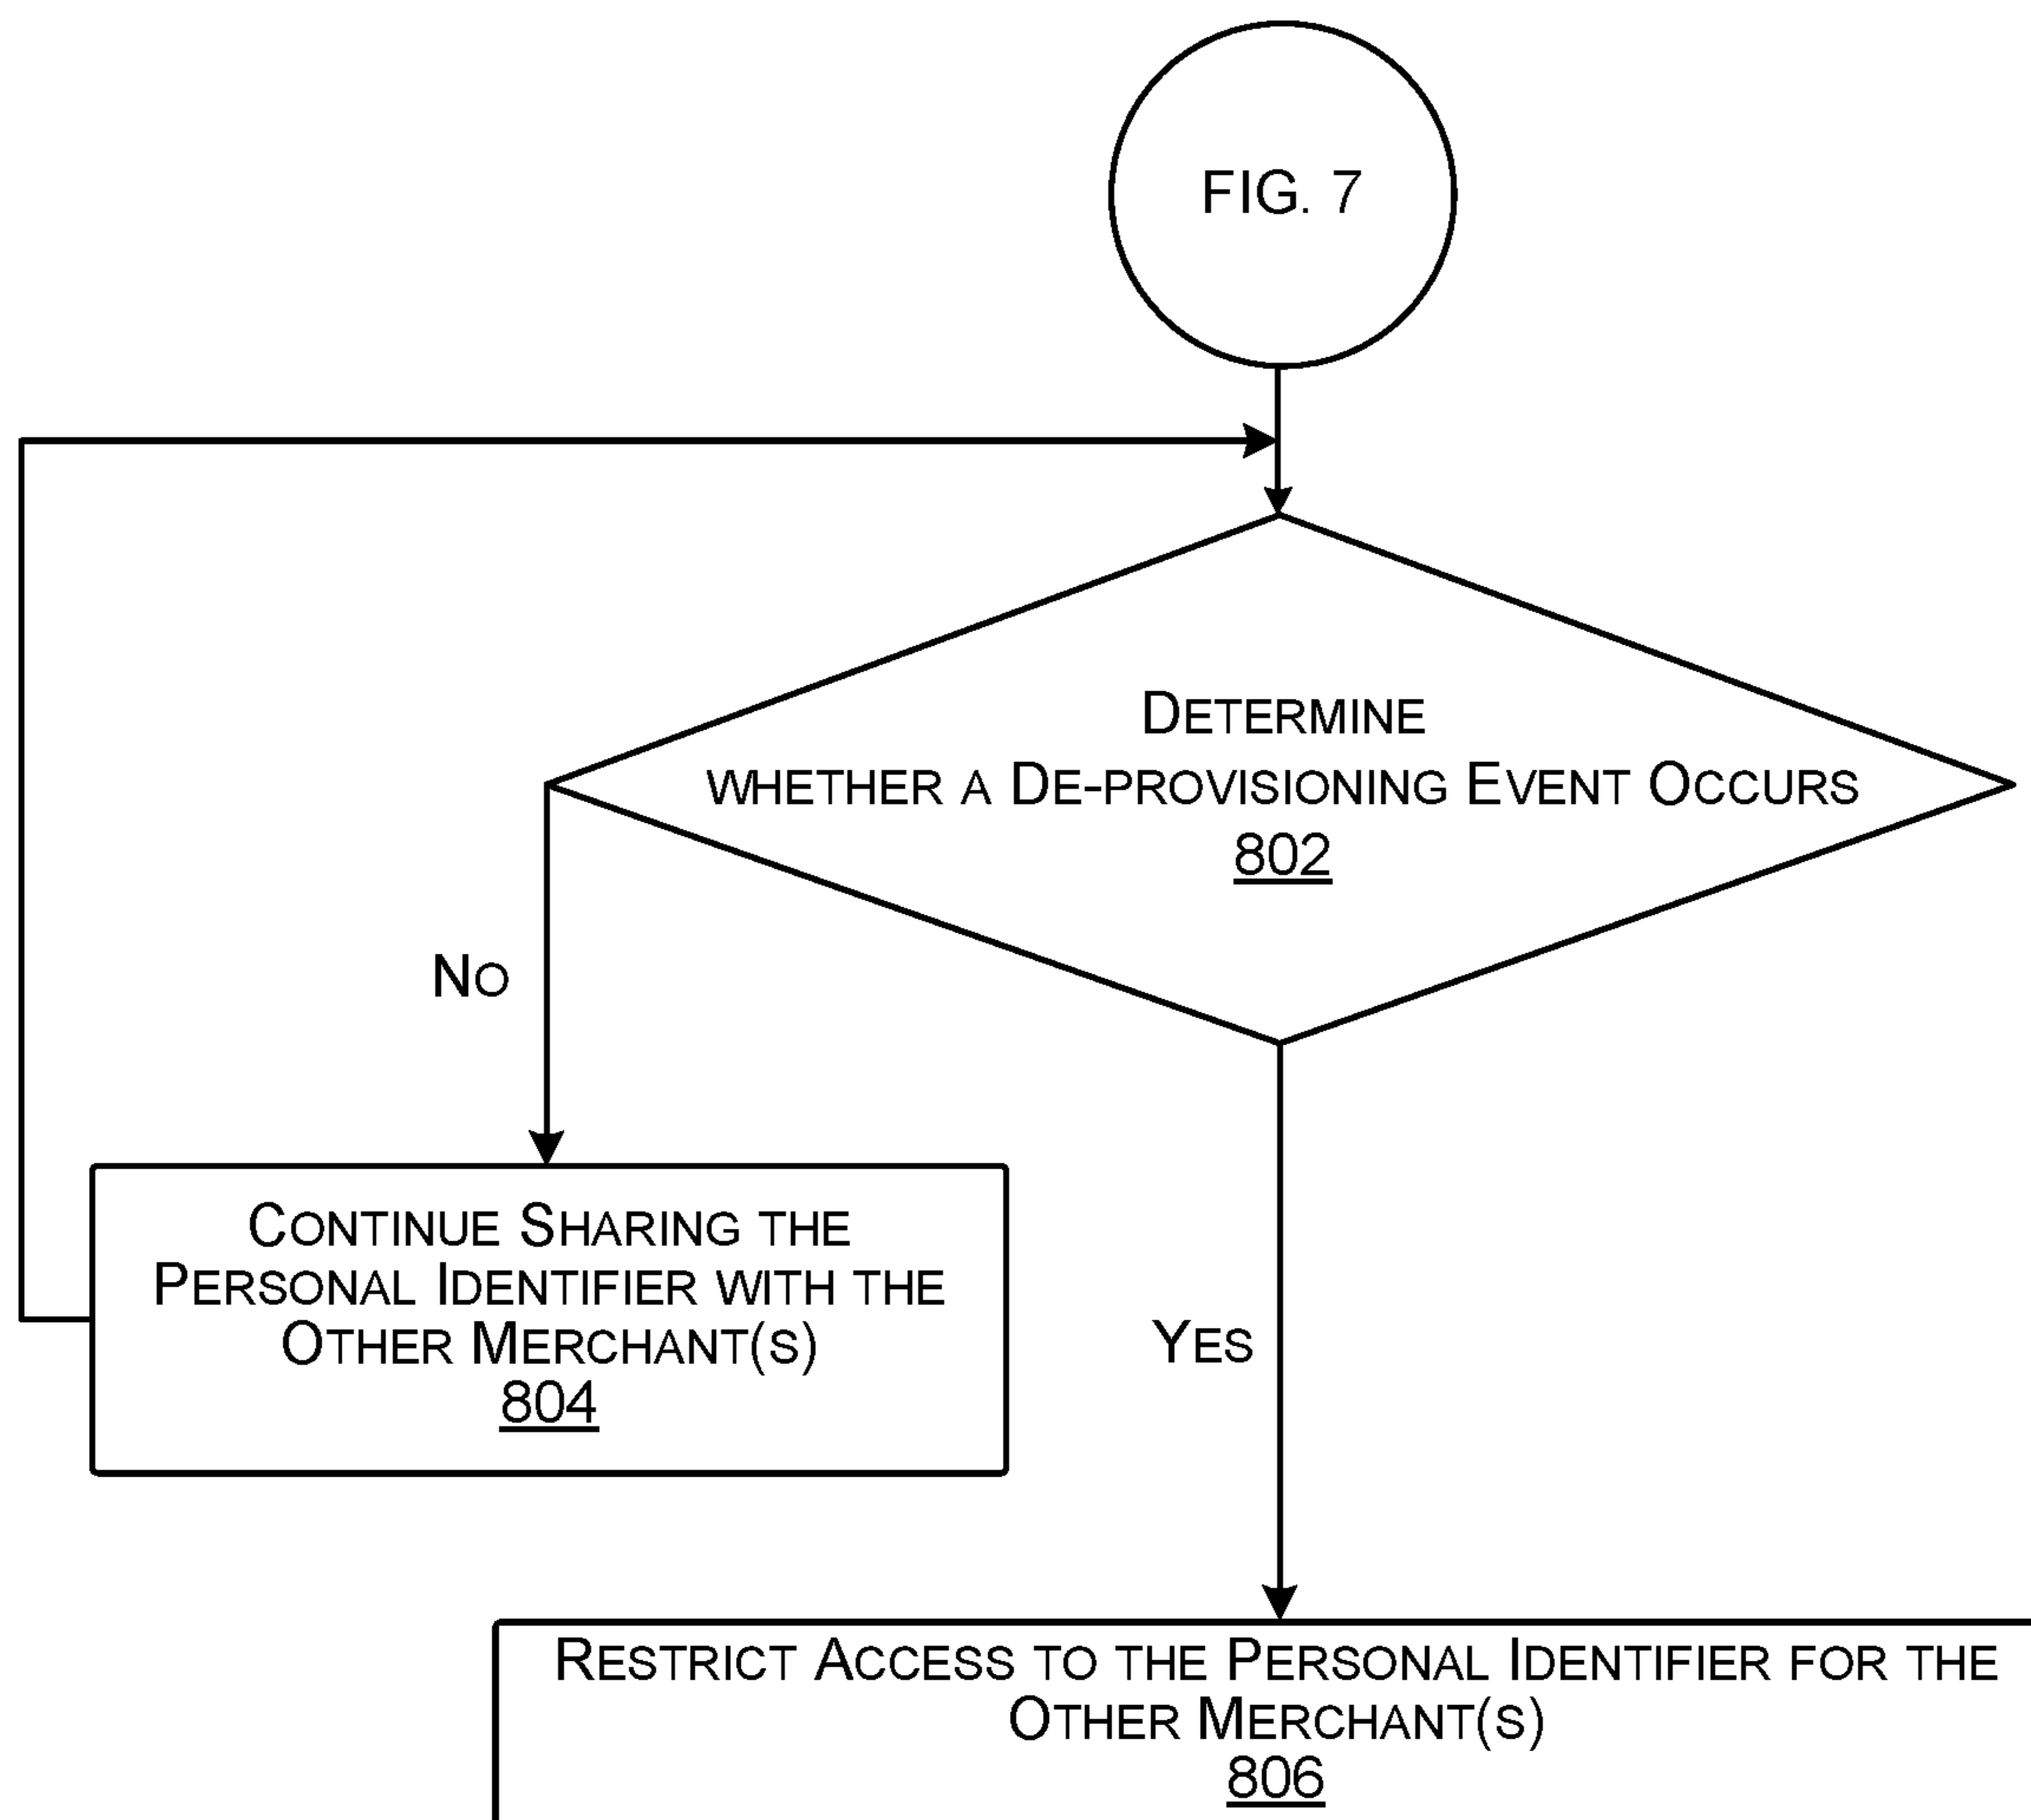 FIG. 7
DETERMINE
WHETHER A DE-PROVISIONING EVENT OCCURS
802
NO
CONTINUE SHARING THE
PERSONAL IDENTIFIER WITH THE
OTHER MERCHANT(S)
804
YES
RESTRICT ACCESS TO THE PERSONAL IDENTIFIER FOR THE
OTHER MERCHANT(S)
806